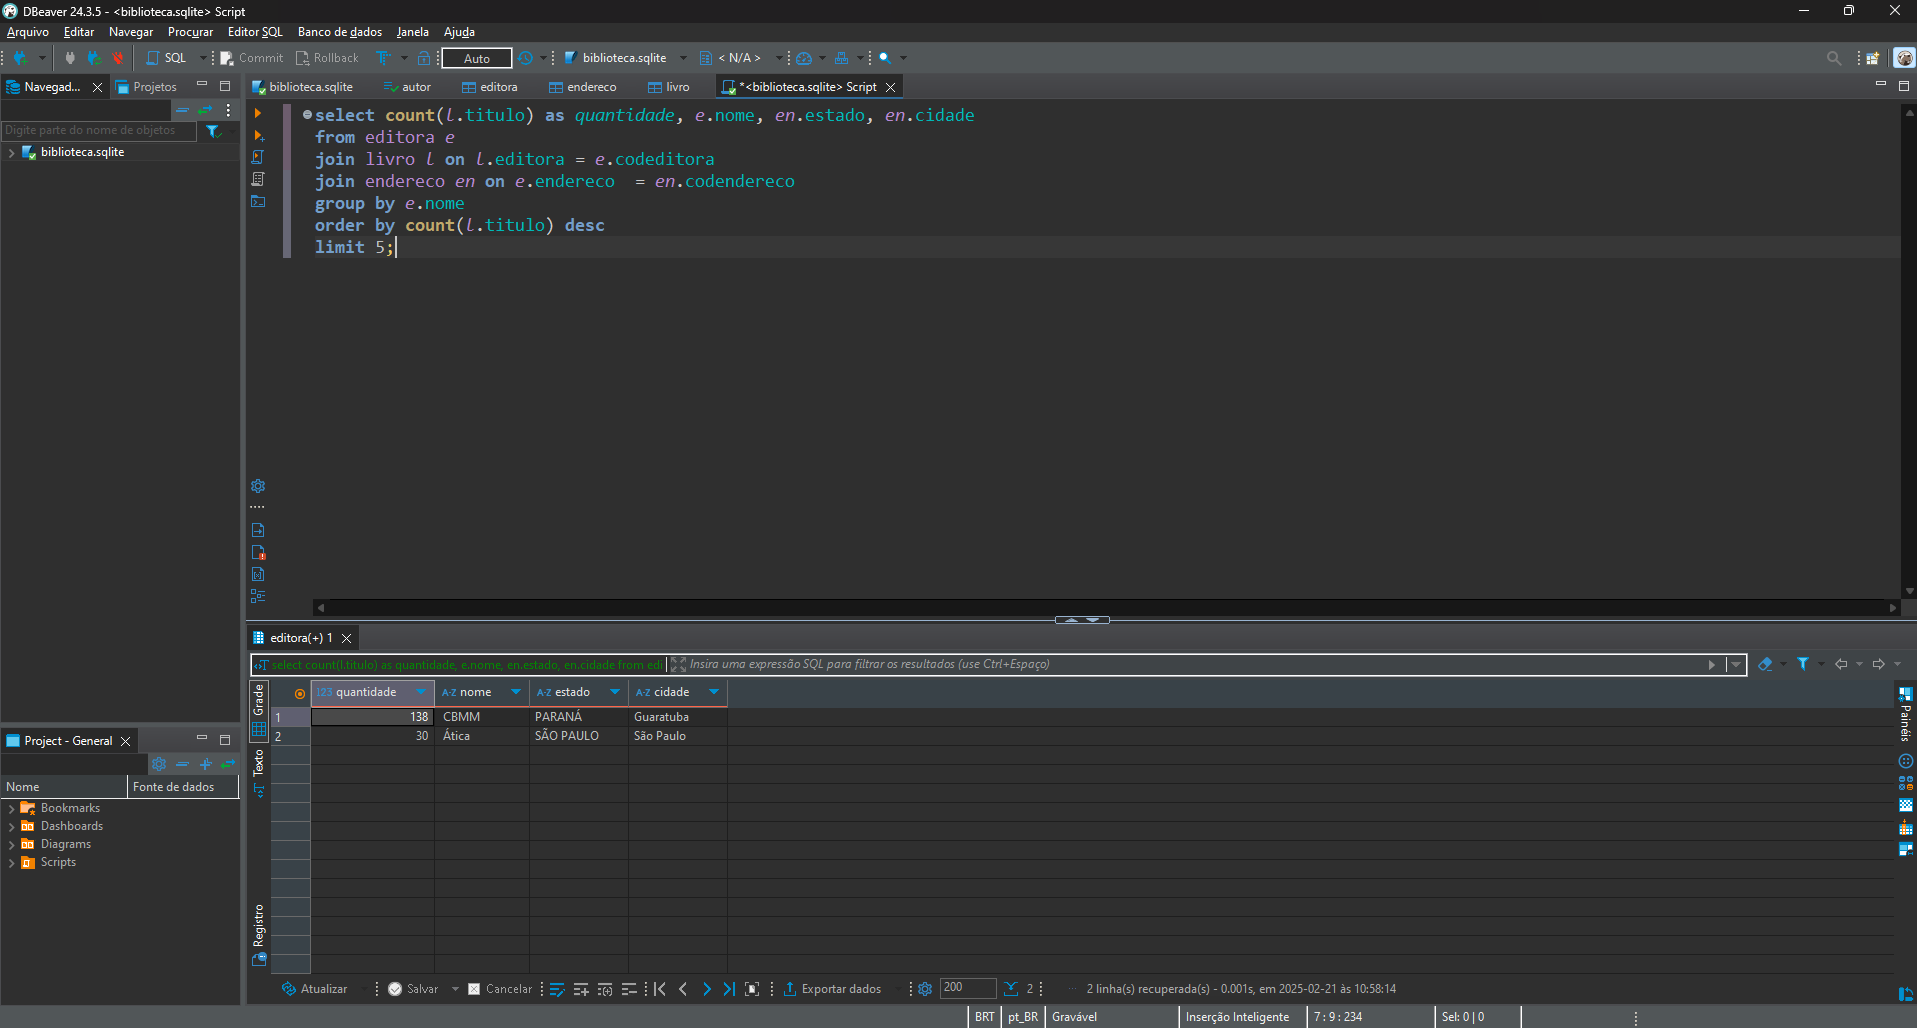 DBeaver 24.3.5 - <biblioteca.sqlite> Script
Arquivo Editar Navegar Procurar Editor SQL Banco de dados Janela Ajuda
SQL Commit Rollback Auto biblioteca.sqlite < N/A >
Navegad... Projetos
Digite parte do nome de objetos
biblioteca.sqlite
biblioteca.sqlite autor editora endereco livro *<biblioteca.sqlite> Script
select count(l.titulo) as quantidade, e.nome, en.estado, en.cidade
from editora e
join livro l on l.editora = e.codeditora
join endereco en on e.endereco  = en.codendereco
group by e.nome
order by count(l.titulo) desc
limit 5;
Project - General
Nome Fonte de dados
Bookmarks
Dashboards
Diagrams
Scripts
editora(+) 1
select count(l.titulo) as quantidade, e.nome, en.estado, en.cidade from edi
Insira uma expressão SQL para filtrar os resultados (use Ctrl+Espaço)
Grade
Texto
Registro
123 quantidade A-Z nome A-Z estado A-Z cidade
1 138 CBMM PARANÁ Guaratuba
2 30 Ática SÃO PAULO São Paulo
Painéis
Atualizar Salvar Cancelar Exportar dados 200 2 2 linha(s) recuperada(s) - 0.001s, em 2025-02-21 às 10:58:14
BRT pt_BR Gravável Inserção Inteligente 7 : 9 : 234 Sel: 0 | 0